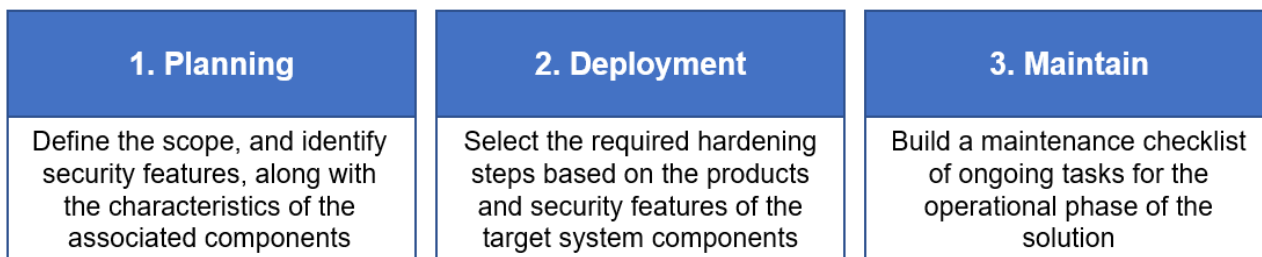 1. Planning
Define the scope, and identify
security features, along with
the characteristics of the
associated components
2. Deployment
Select the required hardening
steps based on the products
and security features of the
target system components
3. Maintain
Build a maintenance checklist
of ongoing tasks for the
operational phase of the
solution